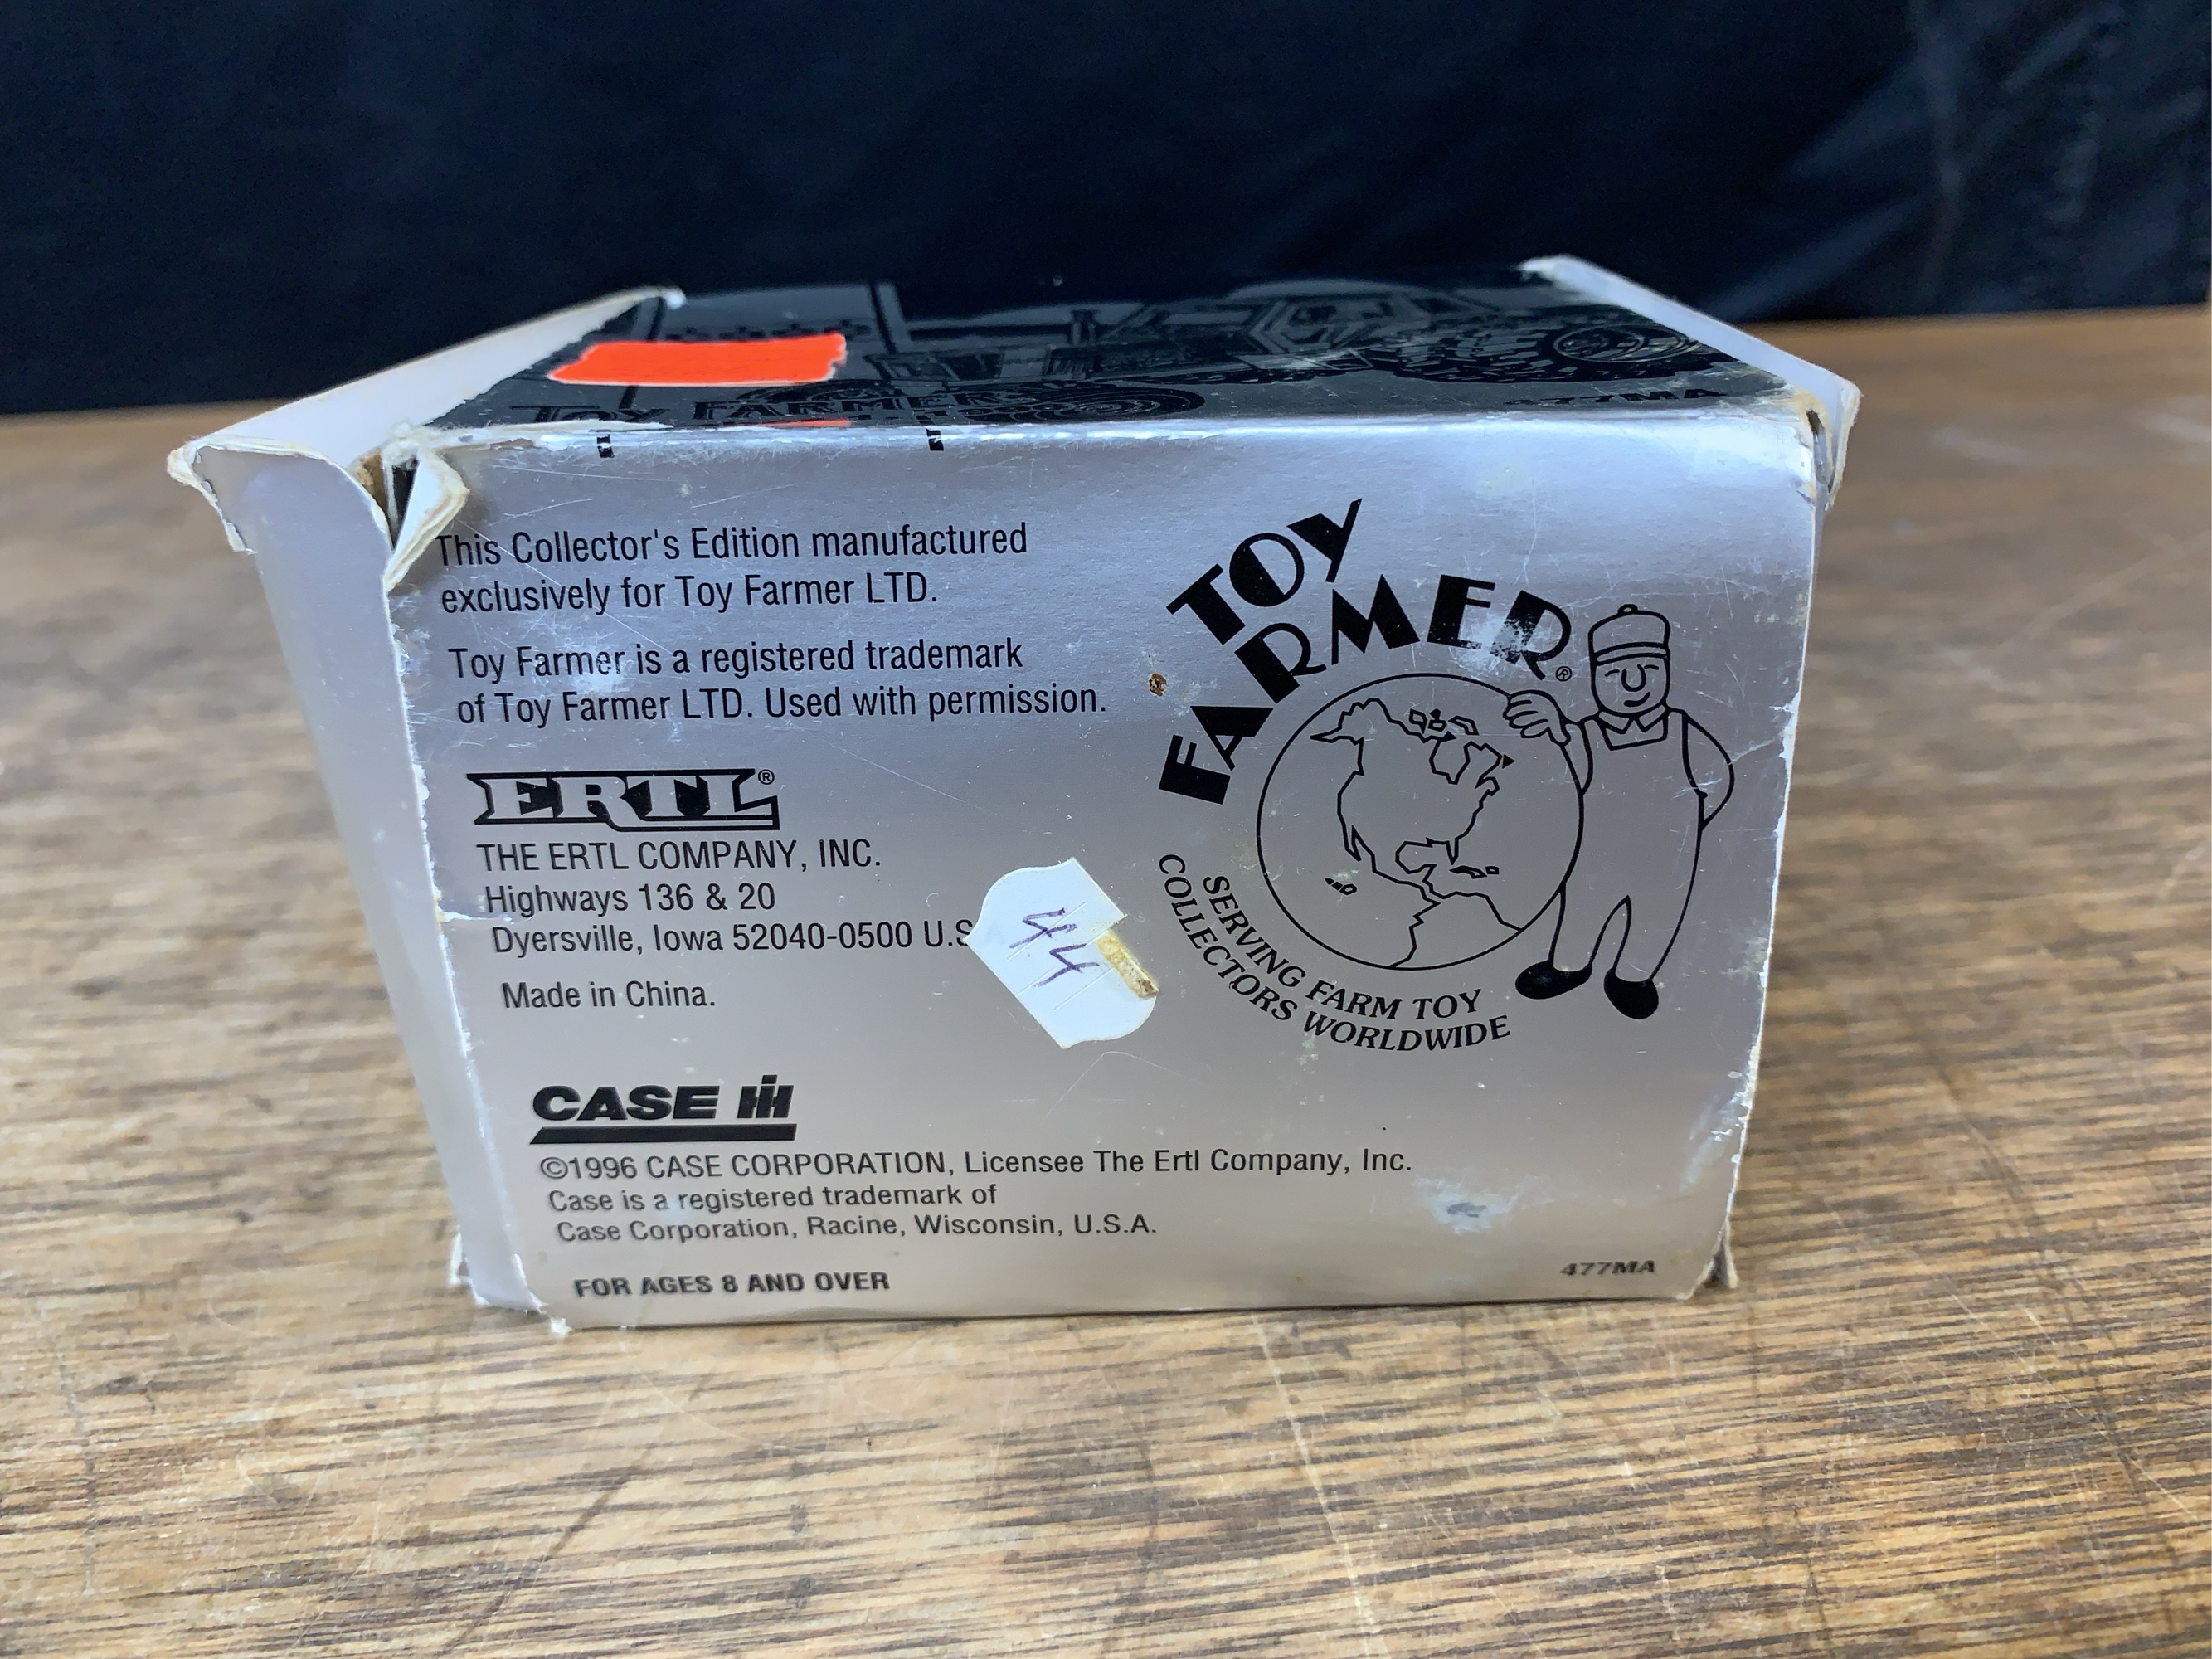 TOY FARMER
477MA
This Collector's Edition manufactured
exclusively for Toy Farmer LTD.
Toy Farmer is a registered trademark
of Toy Farmer LTD. Used with permission.
ERTL®
THE ERTL COMPANY, INC.
Highways 136 & 20
Dyersville, Iowa 52040-0500 U.S
Made in China.
44
TOY
FARMER®
SERVING FARM TOY
COLLECTORS WORLDWIDE
CASE IH
©1996 CASE CORPORATION, Licensee The Ertl Company, Inc.
Case is a registered trademark of
Case Corporation, Racine, Wisconsin, U.S.A.
FOR AGES 8 AND OVER
477MA